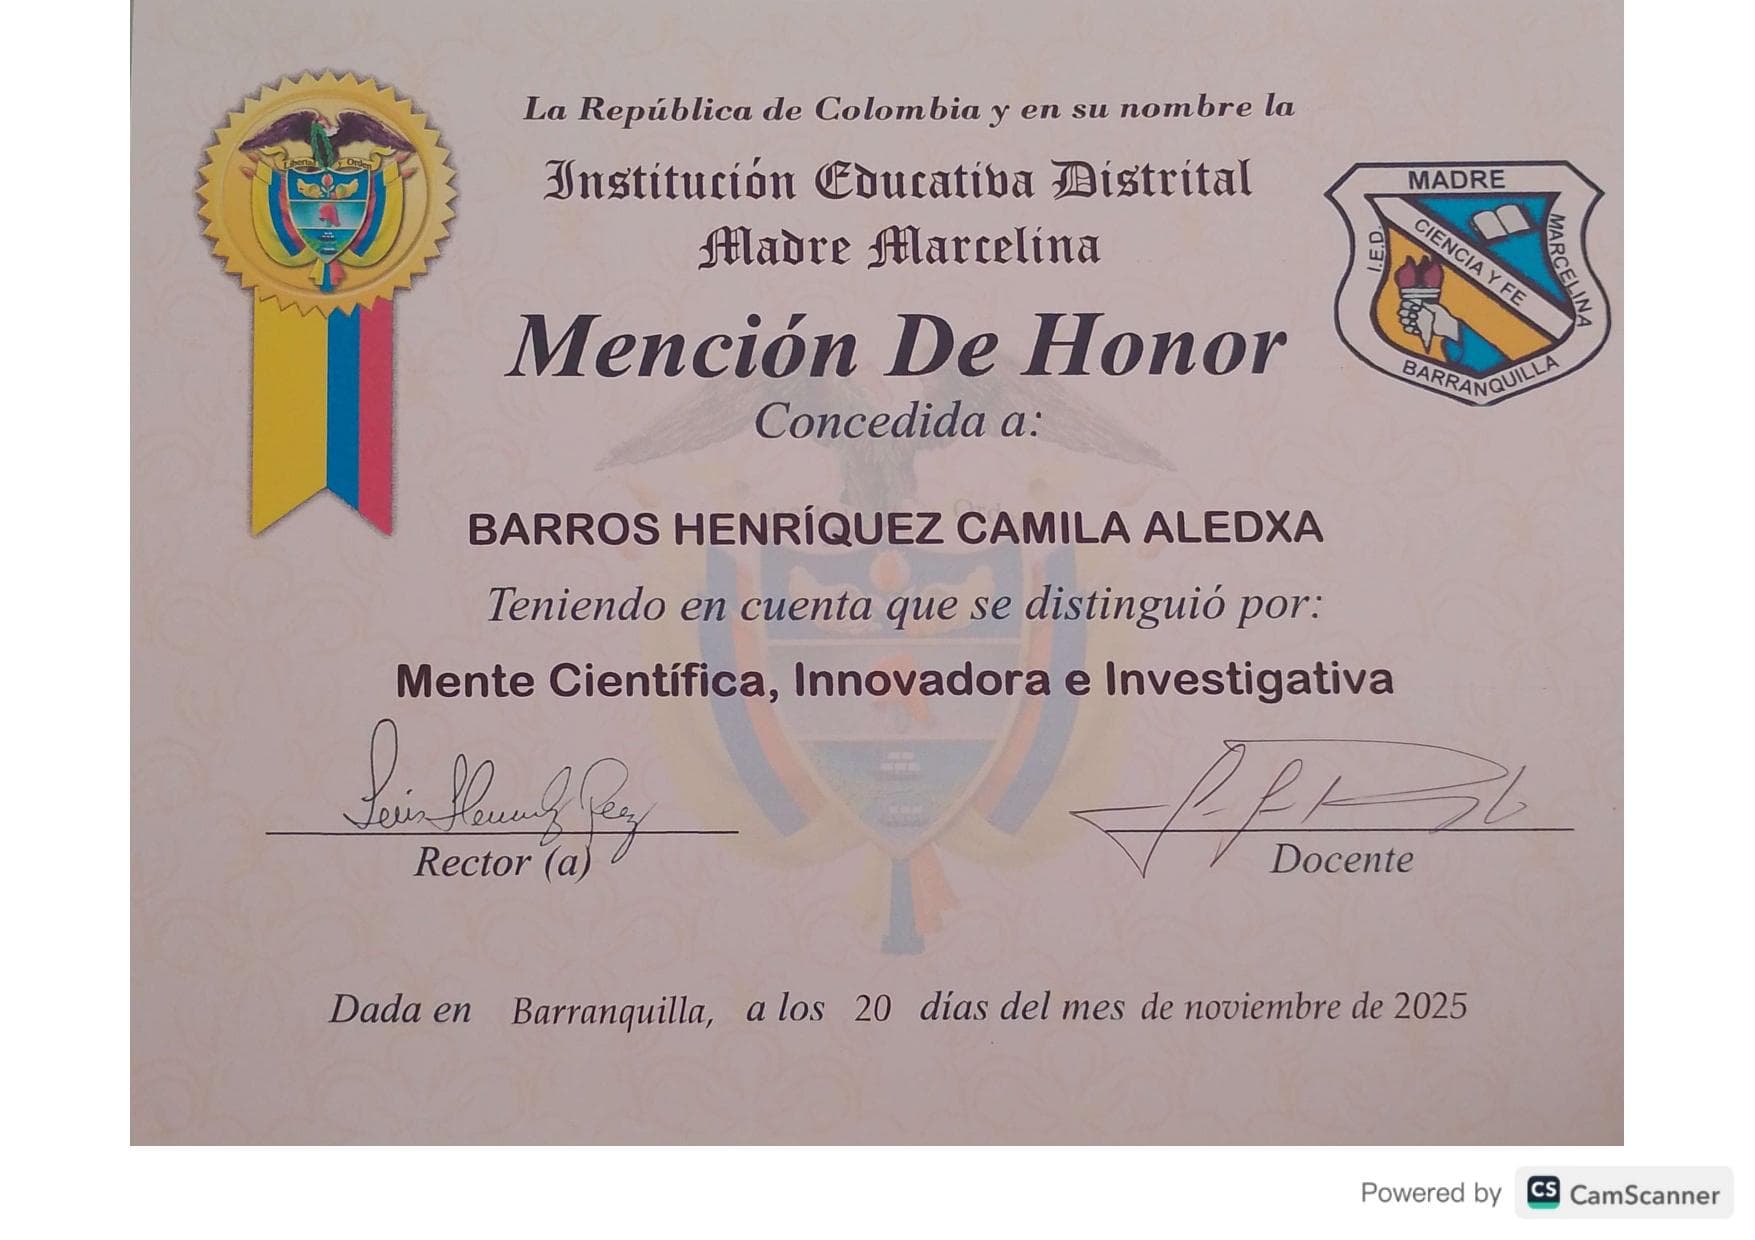 La República de Colombia y en su nombre la
Institución Educativa Distrital
Madre Marcelina
Mención De Honor
Concedida a:
BARROS HENRÍQUEZ CAMILA ALEDXA
Teniendo en cuenta que se distinguió por:
Mente Científica, Innovadora e Investigativa
Rector (a)
Docente
Dada en Barranquilla, a los 20 días del mes de noviembre de 2025
Libertad y Orden
MADRE
MARCELINA
I.E.D.
CIENCIA Y FE
BARRANQUILLA
Powered by CS CamScanner